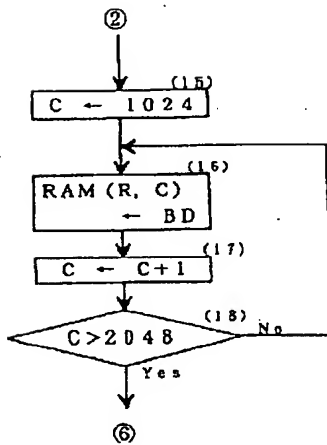 ②
(15)
C ← 1024
(16)
RAM (R, C)
← BD
(17)
C ← C+1
(18)
C>2048
No
Yes
⑥